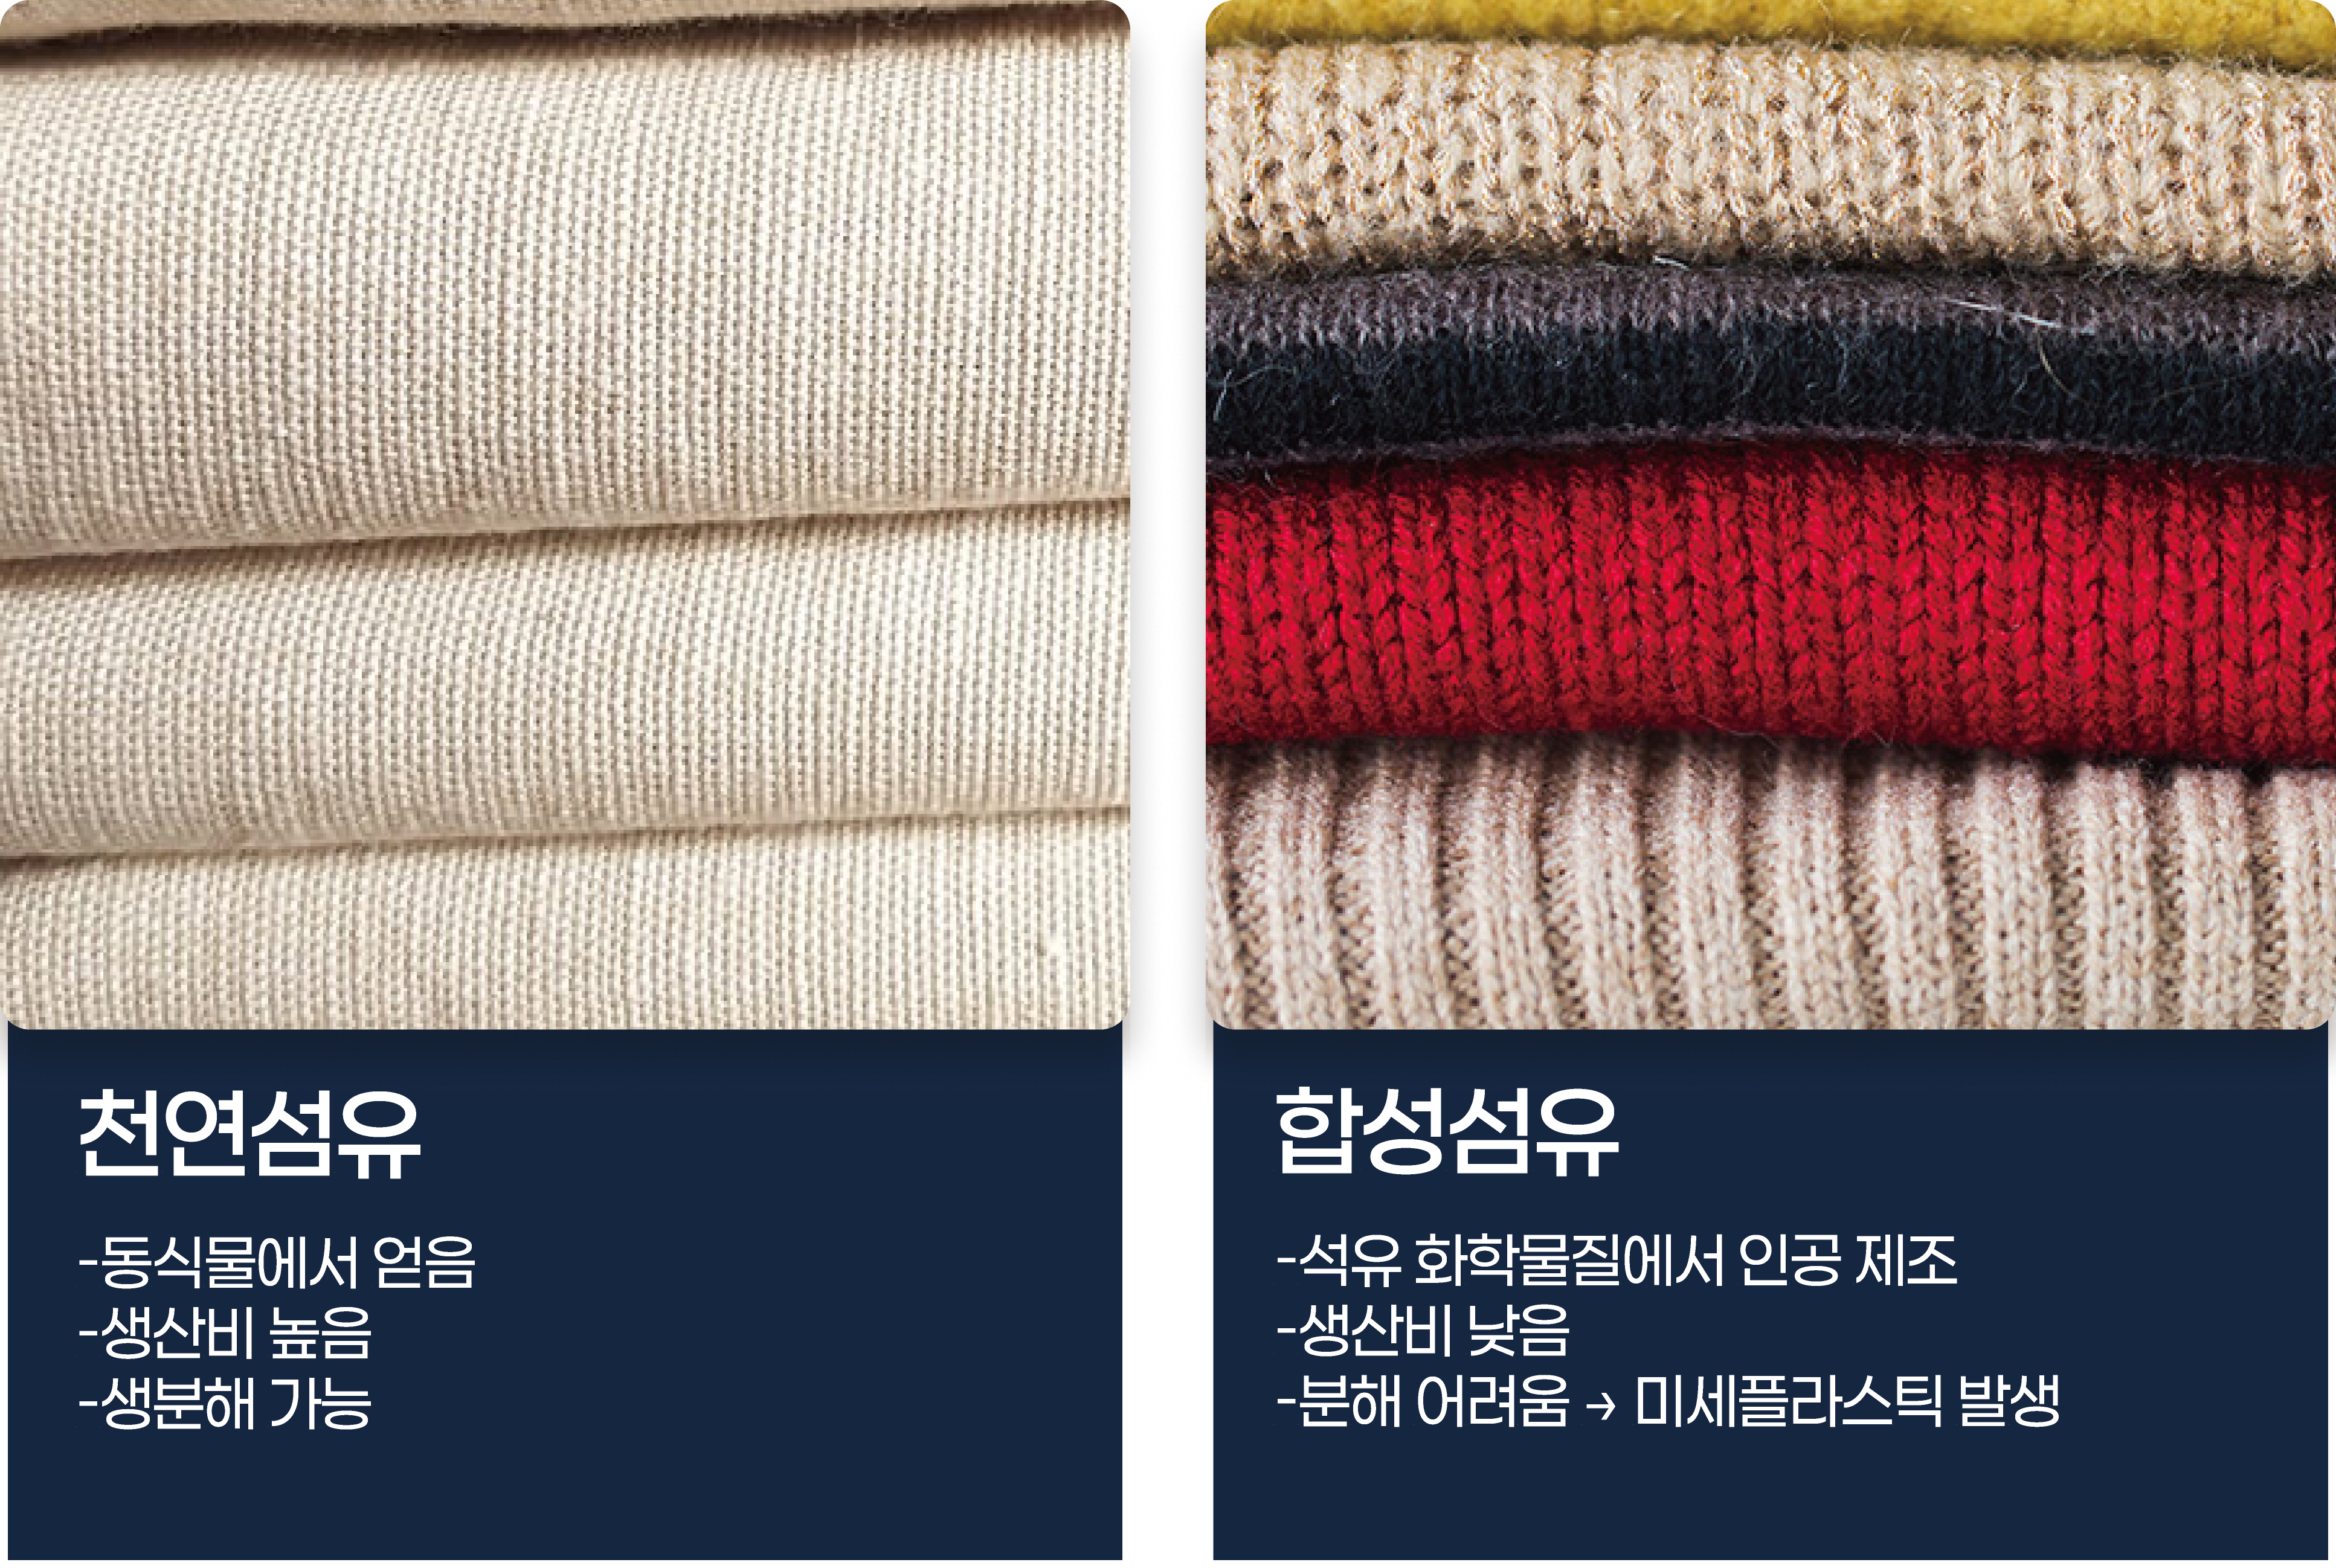 천연섬유
-동식물에서 얻음
-생산비 높음
-생분해 가능
합성섬유
-석유 화학물질에서 인공 제조
-생산비 낮음
-분해 어려움 → 미세플라스틱 발생